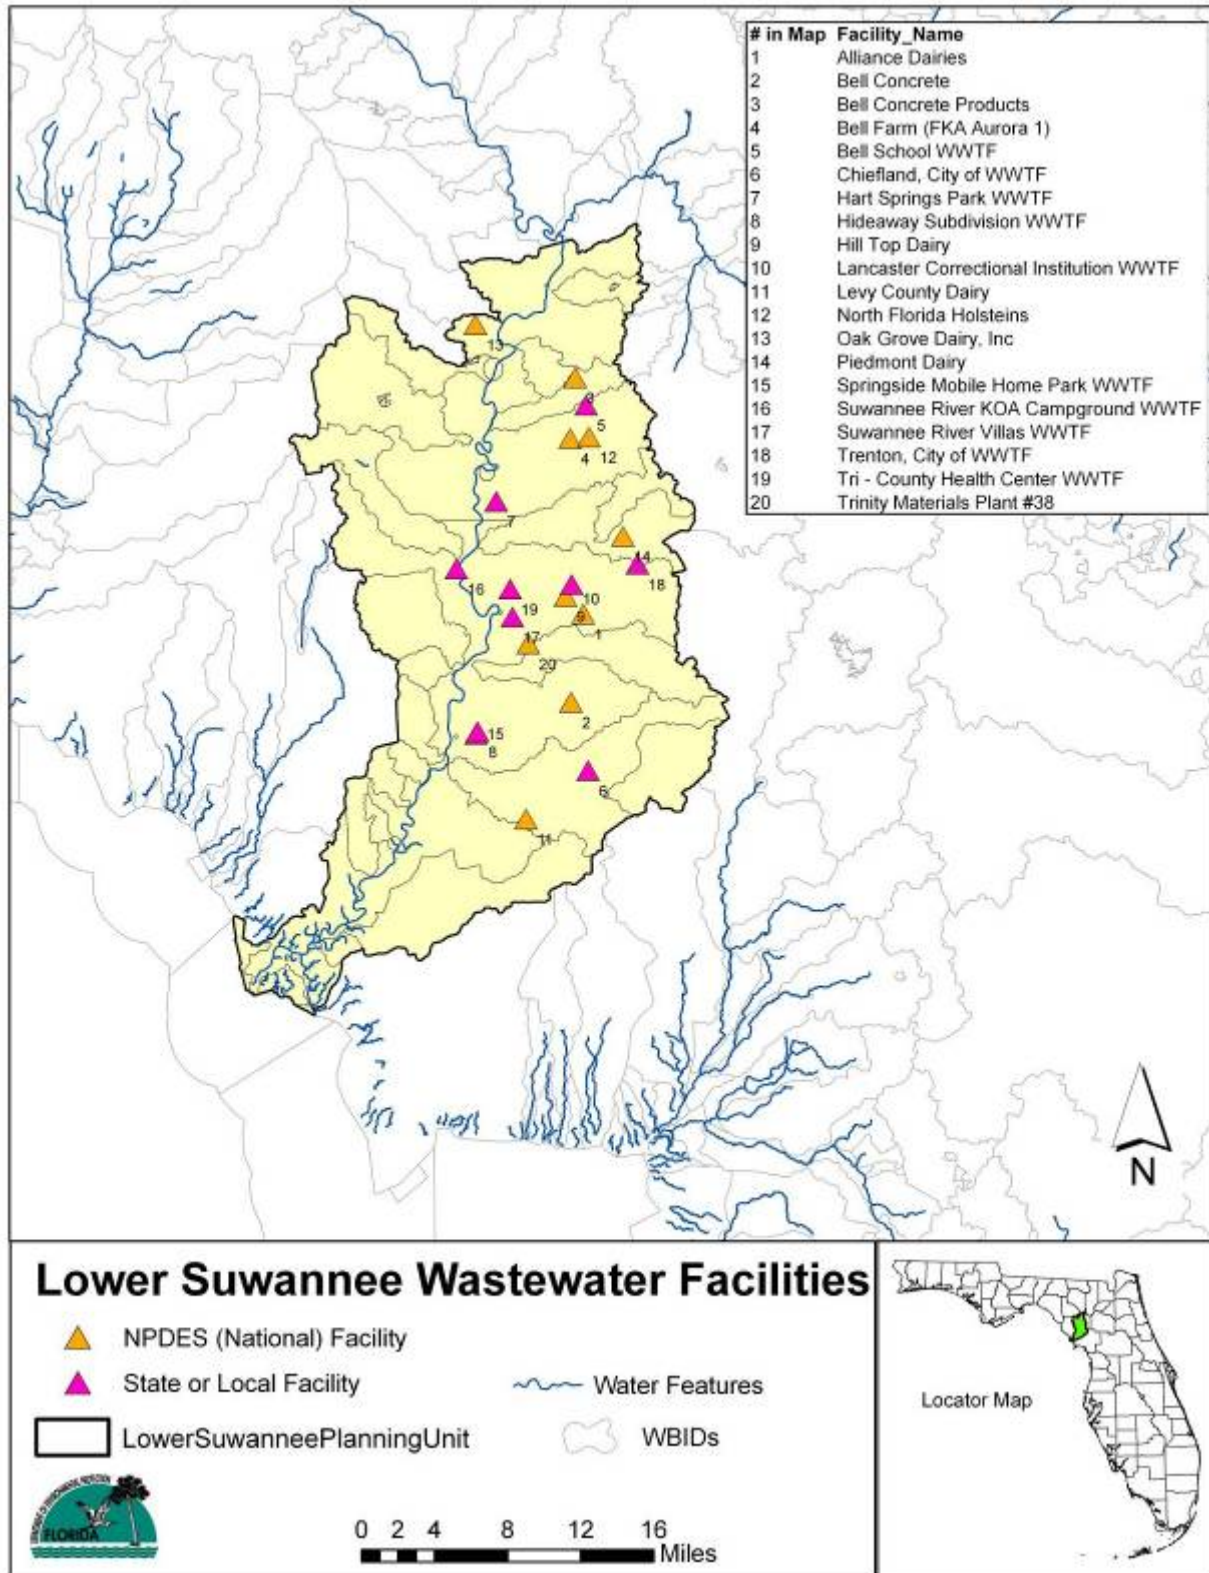 # in Map Facility_Name
1 Alliance Dairies
2 Bell Concrete
3 Bell Concrete Products
4 Bell Farm (FKA Aurora 1)
5 Bell School WWTF
6 Chiefland, City of WWTF
7 Hart Springs Park WWTF
8 Hideaway Subdivision WWTF
9 Hill Top Dairy
10 Lancaster Correctional Institution WWTF
11 Levy County Dairy
12 North Florida Holsteins
13 Oak Grove Dairy, Inc
14 Piedmont Dairy
15 Springside Mobile Home Park WWTF
16 Suwannee River KOA Campground WWTF
17 Suwannee River Villas WWTF
18 Trenton, City of WWTF
19 Tri - County Health Center WWTF
20 Trinity Materials Plant #38
13
3
5
4 12
7
14
16
18
10
19
9
1
17
20
2
15
8
6
11
N
Lower Suwannee Wastewater Facilities
NPDES (National) Facility
State or Local Facility
Water Features
LowerSuwanneePlanningUnit
WBIDs
FLORIDA
0 2 4 8 12 16
Miles
Locator Map